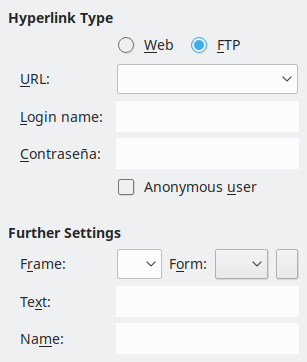 Hyperlink Type
Web FTP
URL:
Login name:
Contraseña:
Anonymous user
Further Settings
Frame: Form:
Text:
Name: